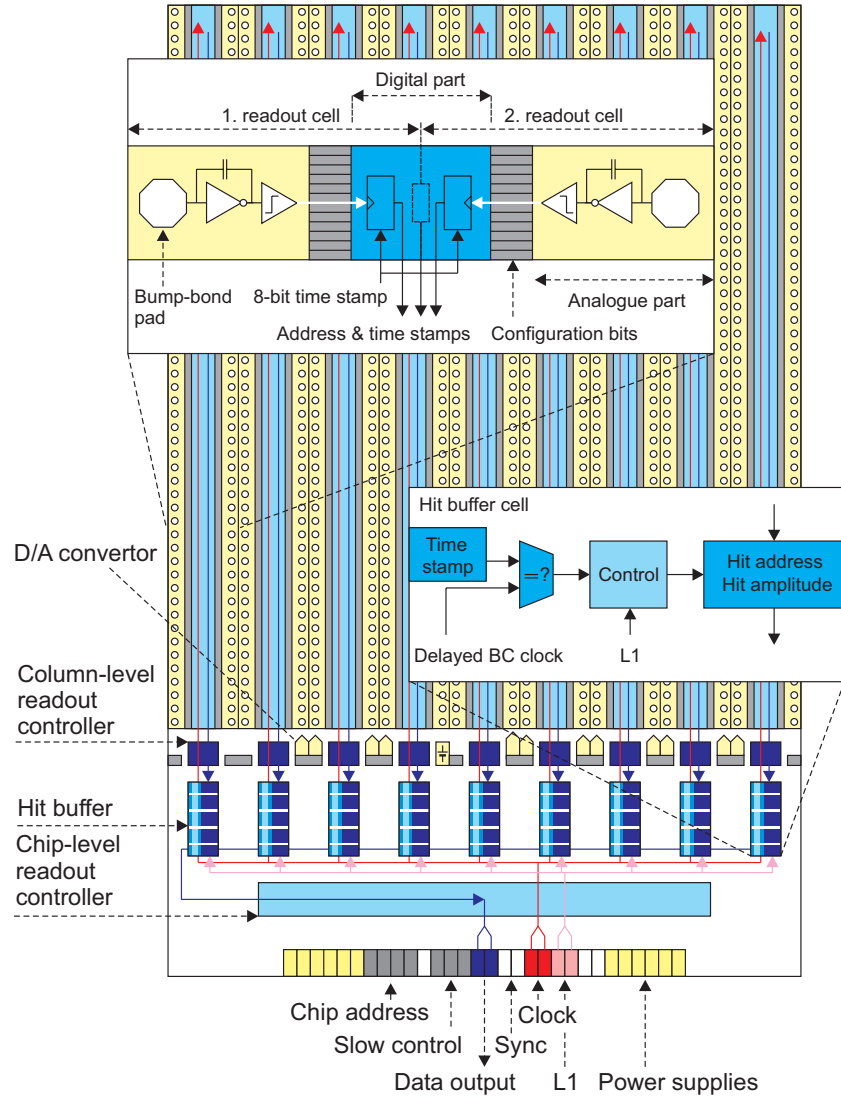 Digital part
1. readout cell
2. readout cell
Bump-bond
pad
8-bit time stamp
Analogue part
Address & time stamps
Configuration bits
Hit buffer cell
D/A convertor
Time
stamp
=?
Control
Hit address
Hit amplitude
Delayed BC clock
L1
Column-level
readout
controller
Hit buffer
Chip-level
readout
controller
Chip address
Clock
Slow control
Sync
Data output
L1
Power supplies